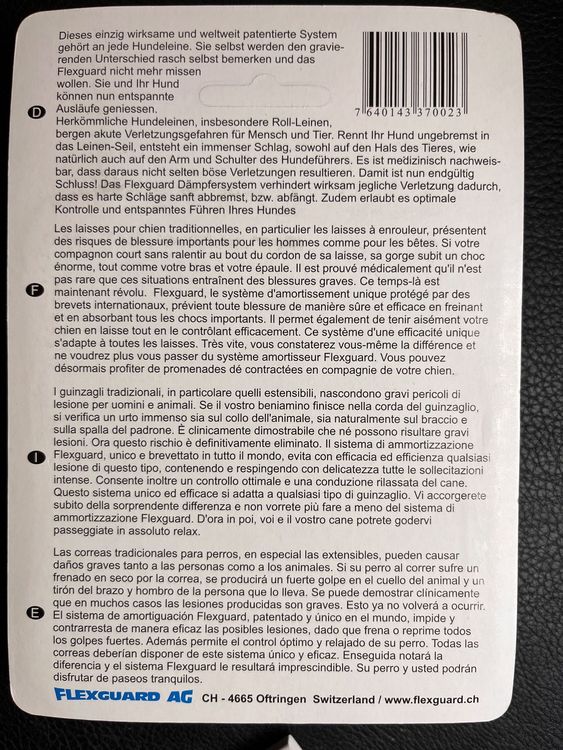 Dieses einzig wirksame und weltweit patentierte System
gehört an jede Hundeleine. Sie selbst werden den gravie-
renden Unterschied rasch selbst bemerken und das
Flexguard nicht mehr missen
wollen. Sie und Ihr Hund
können nun entspannte
Ausläufe geniessen.
7 640143 370023
D
Herkömmliche Hundeleinen, insbesondere Roll-Leinen,
bergen akute Verletzungsgefahren für Mensch und Tier. Rennt Ihr Hund ungebremst in
das Leinen-Seil, entsteht ein immenser Schlag, sowohl auf den Hals des Tieres, wie
natürlich auch auf den Arm und Schulter des Hundeführers. Es ist medizinisch nachweis-
bar, dass daraus nicht selten böse Verletzungen resultieren. Damit ist nun endgültig
Schluss! Das Flexguard Dämpfersystem verhindert wirksam jegliche Verletzung dadurch,
dass es harte Schläge sanft abbremst, bzw. abfängt. Zudem erlaubt es optimale
Kontrolle und entspanntes Führen Ihres Hundes
Les laisses pour chien traditionnelles, en particulier les laisses à enrouleur, présentent
des risques de blessure importants pour les hommes comme pour les bêtes. Si votre
compagnon court sans ralentir au bout du cordon de sa laisse, sa gorge subit un choc
énorme, tout comme votre bras et votre épaule. Il est prouvé médicalement qu'il n'est
pas rare que ces situations entraînent des blessures graves. Ce temps-là est
F
maintenant révolu. Flexguard, le système d'amortissement unique protégé par des
brevets internationaux, prévient toute blessure de manière sûre et efficace en freinant
et en absorbant tous les chocs importants. Il permet également de tenir aisément votre
chien en laisse tout en le contrôlant efficacement. Ce système d'une efficacité unique
s'adapte à toutes les laisses. Très vite, vous constaterez vous-même la différence et
ne voudrez plus vous passer du système amortisseur Flexguard. Vous pouvez
désormais profiter de promenades dé contractées en compagnie de votre chien.
I guinzagli tradizionali, in particolare quelli estensibili, nascondono gravi pericoli di
lesione per uomini e animali. Se il vostro beniamino finisce nella corda del guinzaglio,
si verifica un urto immenso sia sul collo dell'animale, sia naturalmente sul braccio e
sulla spalla del padrone. È clinicamente dimostrabile che né possono risultare gravi
lesioni. Ora questo rischio è definitivamente eliminato. Il sistema di ammortizzazione
I
Flexguard, unico e brevettato in tutto il mondo, evita con efficacia ed efficienza qualsiasi
lesione di questo tipo, contenendo e respingendo con delicatezza tutte le sollecitazioni
intense. Consente inoltre un controllo ottimale e una conduzione rilassata del cane.
Questo sistema unico ed efficace si adatta a qualsiasi tipo di guinzaglio. Vi accorgerete
subito della sorprendente differenza e non vorrete più fare a meno del sistema di
ammortizzazione Flexguard. D'ora in poi, voi e il vostro cane potrete godervi
passeggiate in assoluto relax.
Las correas tradicionales para perros, en especial las extensibles, pueden causar
daños graves tanto a las personas como a los animales. Si su perro al correr sufre un
frenado en seco por la correa, se producirá un fuerte golpe en el cuello del animal y un
tirón del brazo y hombro de la persona que lo lleva. Se puede demostrar clínicamente
que en muchos casos las lesiones producidas son graves. Esto ya no volverá a ocurrir.
E
El sistema de amortiguación Flexguard, patentado y único en el mundo, impide y
contrarresta de manera eficaz las posibles lesiones, dado que frena o reprime todos
los golpes fuertes. Además permite el control óptimo y relajado de su perro. Todas las
correas deberían disponer de este sistema único y eficaz. Enseguida notará la
diferencia y el sistema Flexguard le resultará imprescindible. Su perro y usted podrán
disfrutar de paseos tranquilos.
FLEXGUARD AG CH - 4665 Oftringen Switzerland / www.flexguard.ch